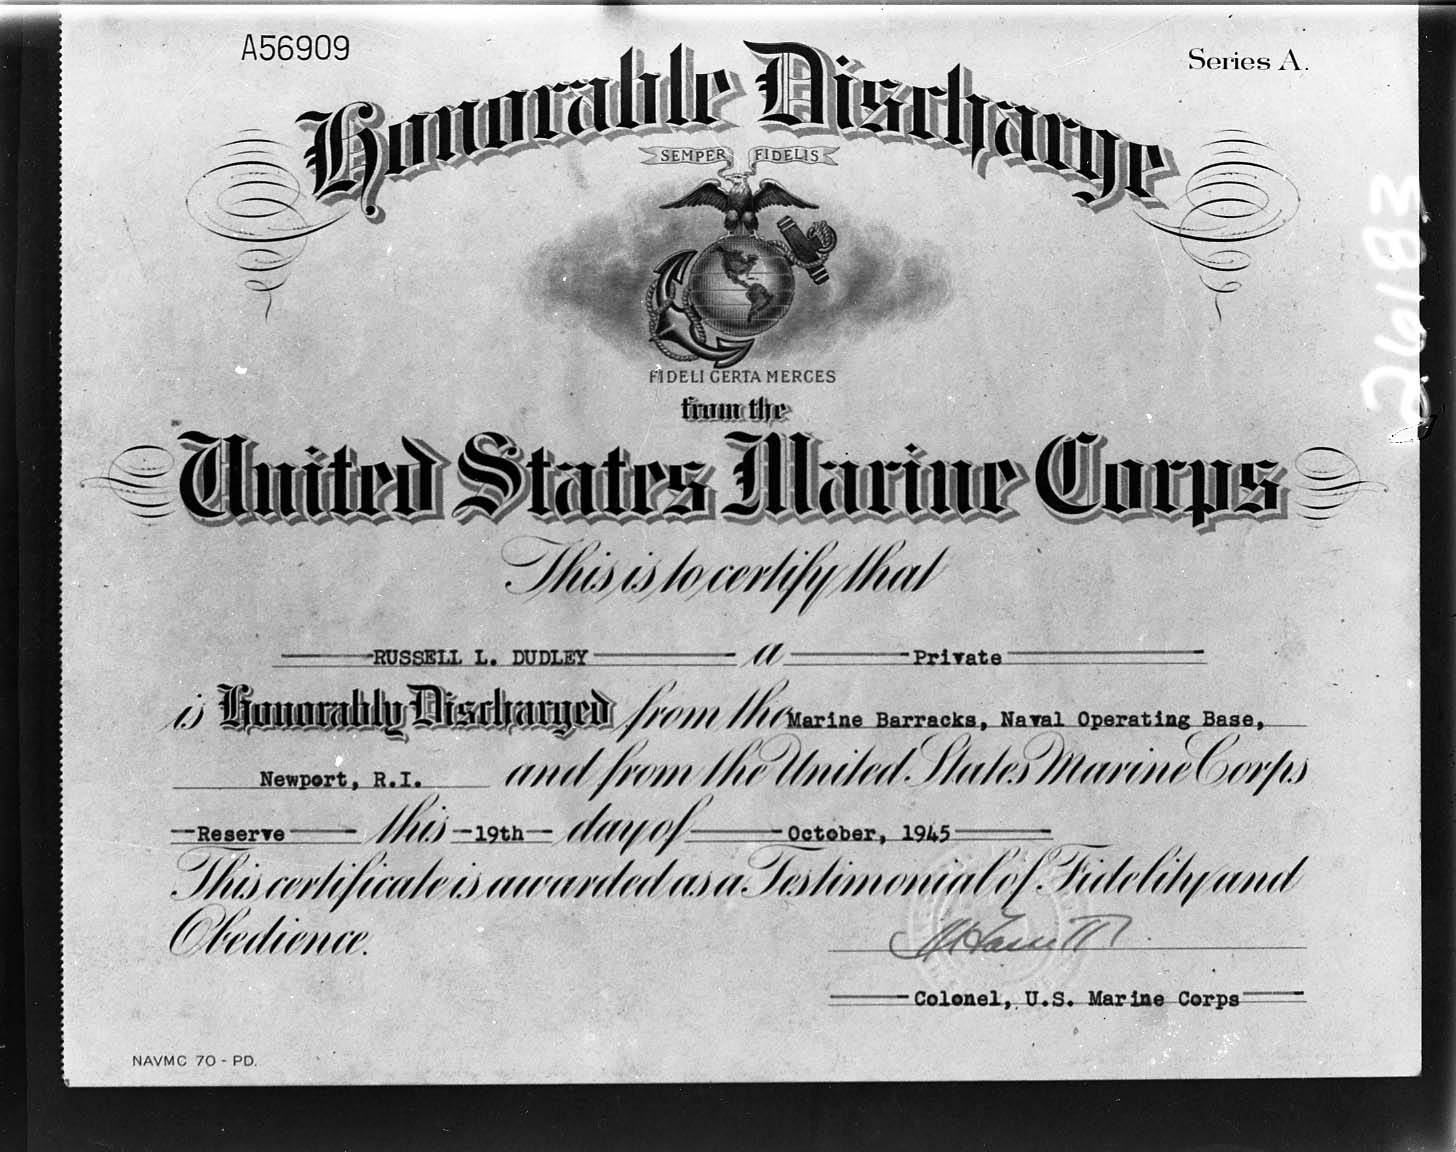 A56909
Series A.
Honorable Discharge
SEMPER FIDELIS
FIDELI CERTA MERCES
from the
United States Marine Corps
This is to certify that
RUSSELL L. DUDLEY a Private
is Honorably Discharged from the Marine Barracks, Naval Operating Base,
Newport, R.I. and from the United States Marine Corps
Reserve this 19th day of October, 1945
This certificate is awarded as a Testimonial of Fidelity and
Obedience.
Colonel, U.S. Marine Corps
NAVMC 70 - PD.
26183